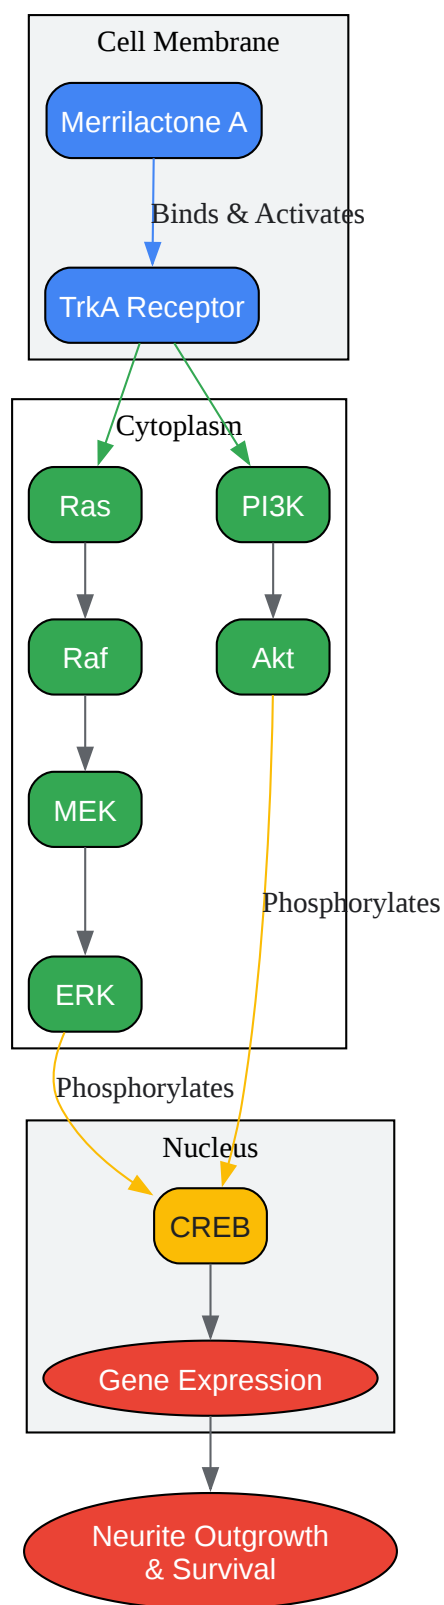 Cell Membrane
Merrilactone A
Binds & Activates
TrkA Receptor
Cytoplasm
Ras
PI3K
Raf
Akt
MEK
Phosphorylates
ERK
Phosphorylates
Nucleus
CREB
Gene Expression
Neurite Outgrowth
& Survival